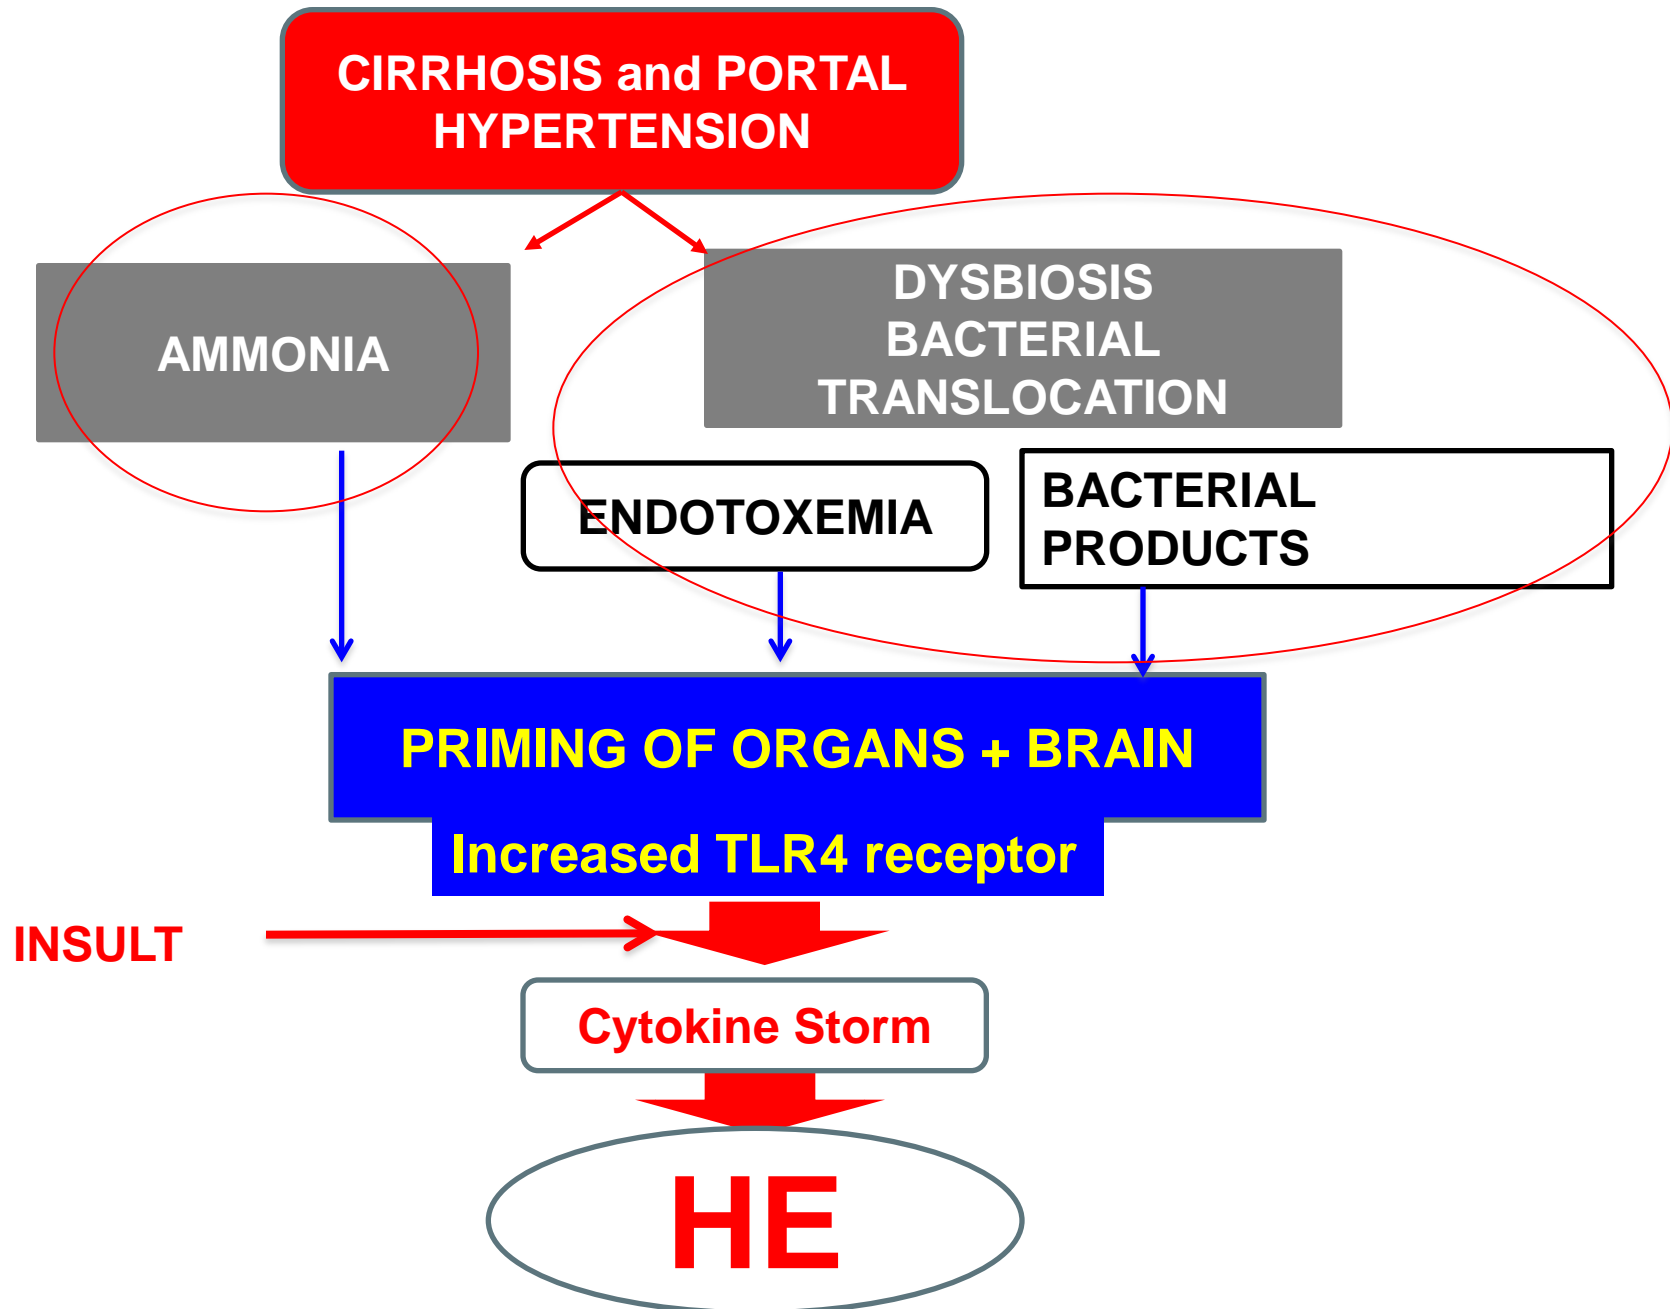 CIRRHOSIS and PORTAL
HYPERTENSION
AMMONIA
DYSBIOSIS
BACTERIAL
TRANSLOCATION
ENDOTOXEMIA
BACTERIAL
PRODUCTS
PRIMING OF ORGANS + BRAIN
Increased TLR4 receptor
INSULT
Cytokine Storm
HE